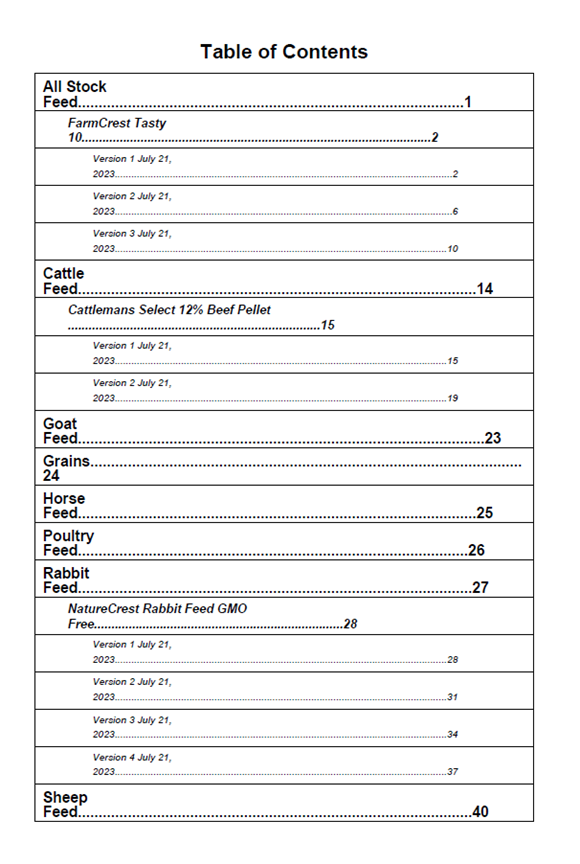 Table of Contents
All Stock
Feed............................................................................................1
FarmCrest Tasty
10....................................................................................................2
Version 1 July 21,
2023....................................................................................................................2
Version 2 July 21,
2023....................................................................................................................6
Version 3 July 21,
2023..................................................................................................................10
Cattle
Feed...............................................................................................14
Cattlemans Select 12% Beef Pellet
.........................................................................15
Version 1 July 21,
2023..................................................................................................................15
Version 2 July 21,
2023..................................................................................................................19
Goat
Feed.................................................................................................23
Grains.......................................................................................................
24
Horse
Feed...............................................................................................25
Poultry
Feed.............................................................................................26
Rabbit
Feed..............................................................................................27
NatureCrest Rabbit Feed GMO
Free........................................................................28
Version 1 July 21,
2023..................................................................................................................28
Version 2 July 21,
2023..................................................................................................................31
Version 3 July 21,
2023..................................................................................................................34
Version 4 July 21,
2023..................................................................................................................37
Sheep
Feed..............................................................................................40